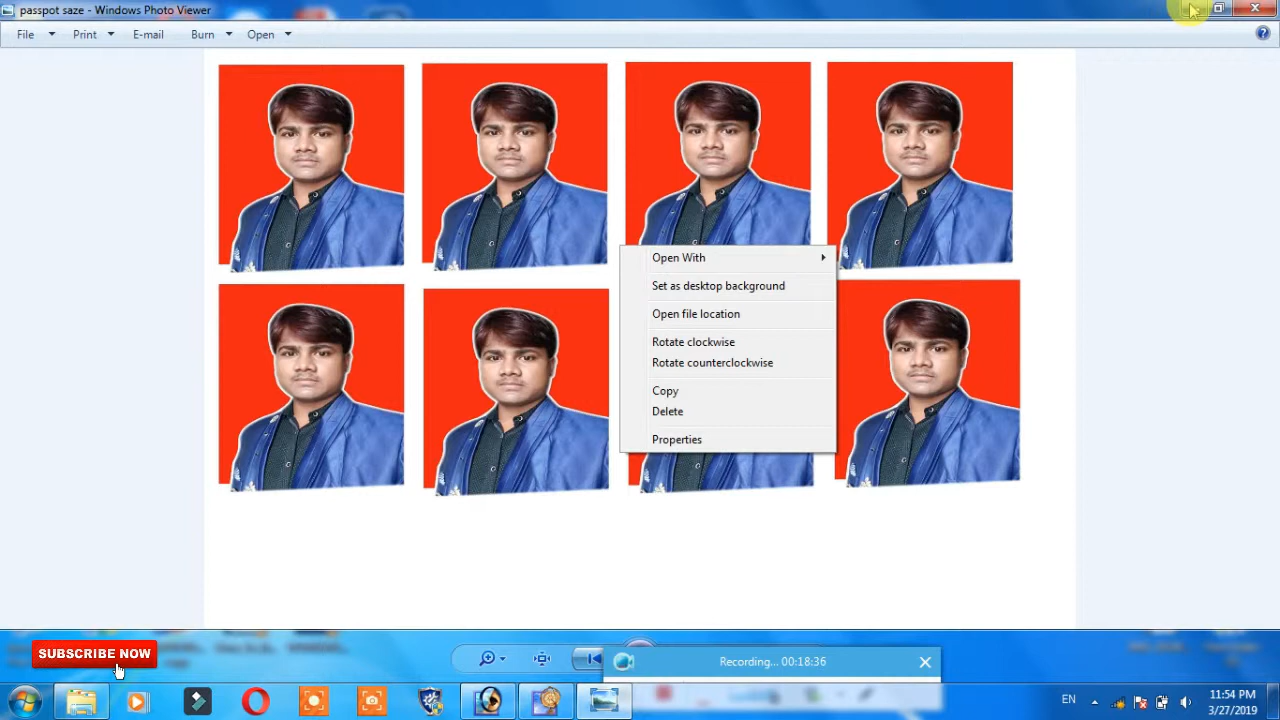 passpot saze - Windows Photo Viewer
File Print E-mail Burn Open
Open With
Set as desktop background
Open file location
Rotate clockwise
Rotate counterclockwise
Copy
Delete
Properties
SUBSCRIBE NOW
Recording... 00:18:36
EN
11:54 PM
3/27/2019